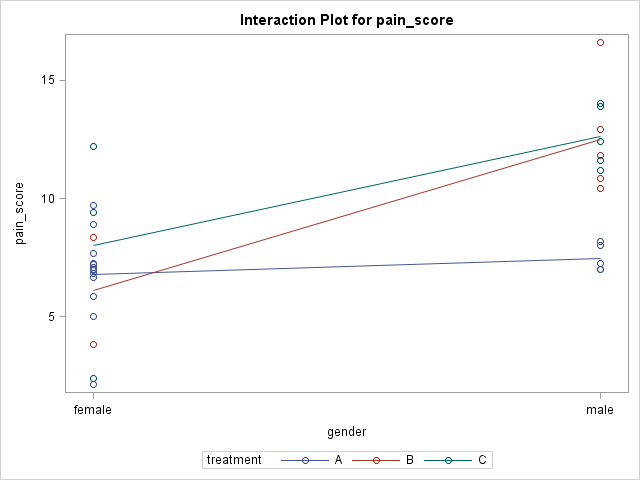 Interaction Plot for pain_score
15
10
5
pain_score
female male
gender
treatment A B C